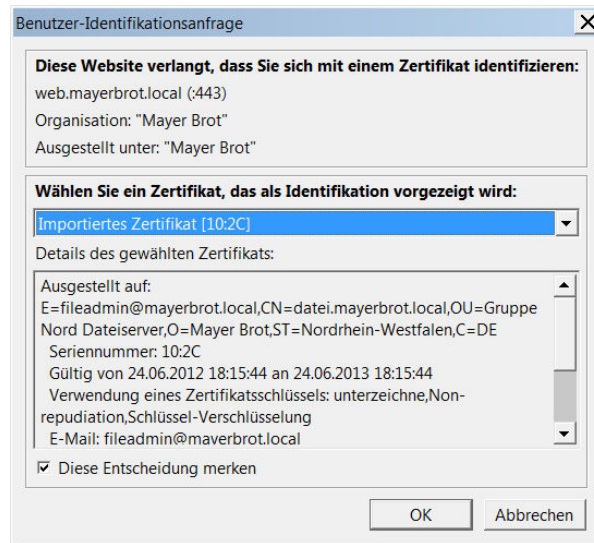 Benutzer-Identifikationsanfrage
Diese Website verlangt, dass Sie sich mit einem Zertifikat identifizieren:
web.mayerbrot.local (:443)
Organisation: "Mayer Brot"
Ausgestellt unter: "Mayer Brot"
Wählen Sie ein Zertifikat, das als Identifikation vorgezeigt wird:
Importiertes Zertifikat [10:2C]
Details des gewählten Zertifikats:
Ausgestellt auf:
E=fileadmin@mayerbrot.local,CN=datei.mayerbrot.local,OU=Gruppe
Nord Dateiserver,O=Mayer Brot,ST=Nordrhein-Westfalen,C=DE
Seriennummer: 10:2C
Gültig von 24.06.2012 18:15:44 an 24.06.2013 18:15:44
Verwendung eines Zertifikatsschlüssels: unterzeichne,Non-
repudiation,Schlüssel-Verschlüsselung
E-Mail: fileadmin@mayerbrot.local
Diese Entscheidung merken
OK
Abbrechen